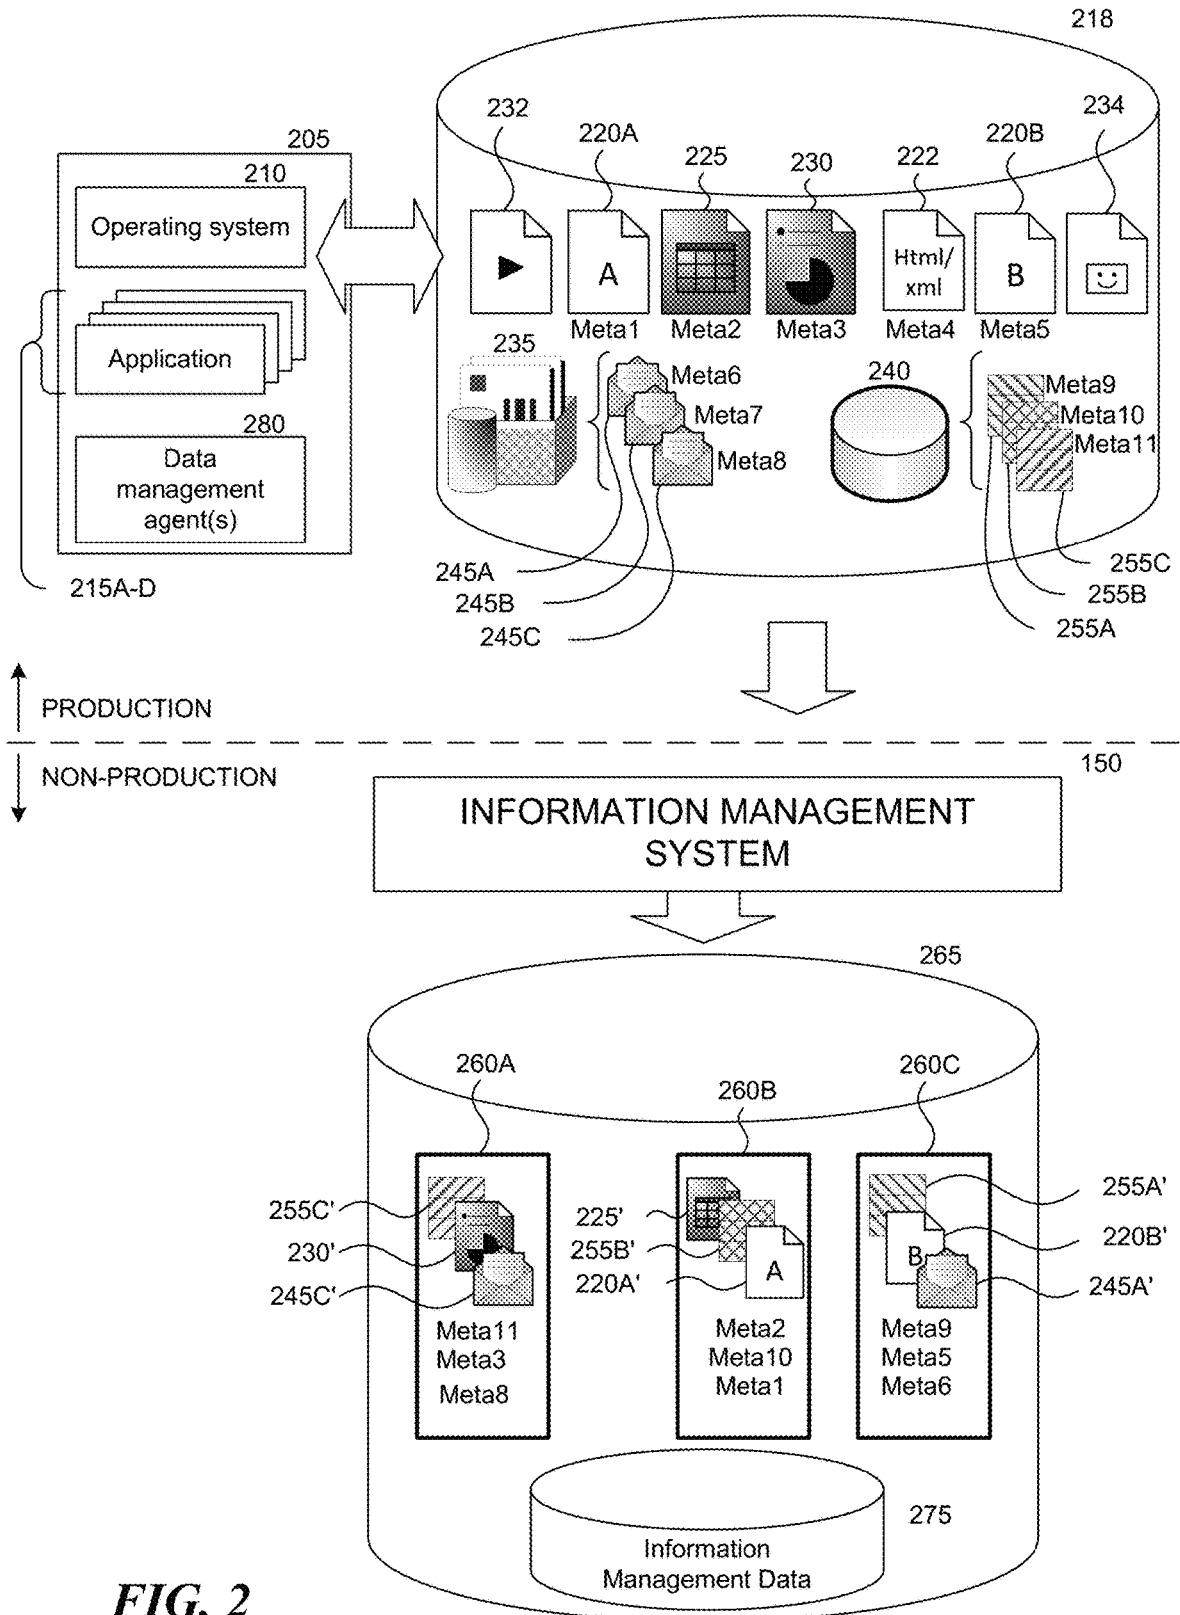 218
232
220A
225
230
222
220B
234
205
210
Operating system
Application
280
Data
management
agent(s)
215A-D
A
Html/
xml
B
Meta1
Meta2
Meta3
Meta4
Meta5
235
Meta6
Meta7
Meta8
240
Meta9
Meta10
Meta11
245A
245B
245C
255C
255B
255A
PRODUCTION
NON-PRODUCTION
150
INFORMATION MANAGEMENT
SYSTEM
265
260A
260B
260C
255C'
230'
245C'
Meta11
Meta3
Meta8
225'
255B'
220A'
A
Meta2
Meta10
Meta1
255A'
220B'
245A'
B
Meta9
Meta5
Meta6
275
Information
Management Data
FIG. 2